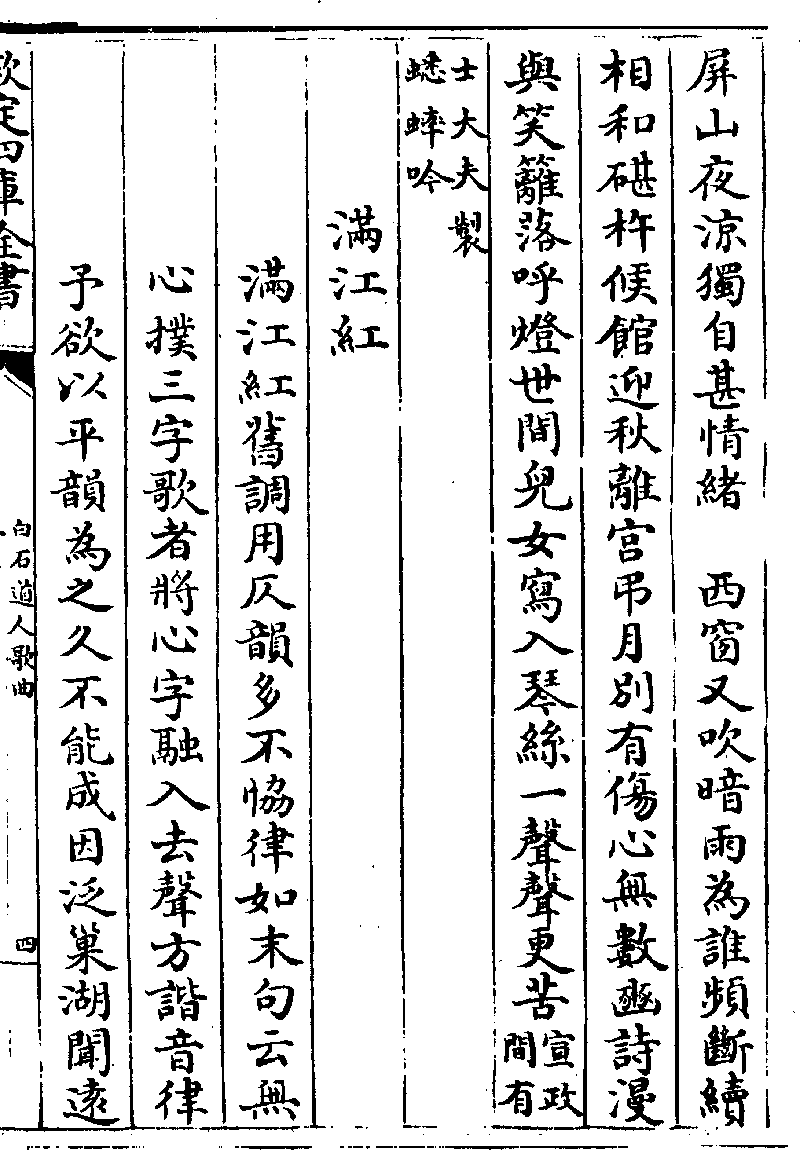 屏山夜涼獨自甚情緒　西窗又吹暗雨為誰頻斷續
相和碪杵候館迎秋離宫吊月別有傷心無數豳詩漫
與笑籬落呼燈世間兒女寫入琴絲一聲聲更苦宣政
間有
士大夫製
蟋蟀吟
滿江紅
滿江紅舊調用仄韻多不恊律如末句云無
心撲三字歌者將心字融入去聲方諧音律
予欲以平韻為之久不能成因泛巢湖聞遠
欽定四庫全書
白石道人歌曲
四